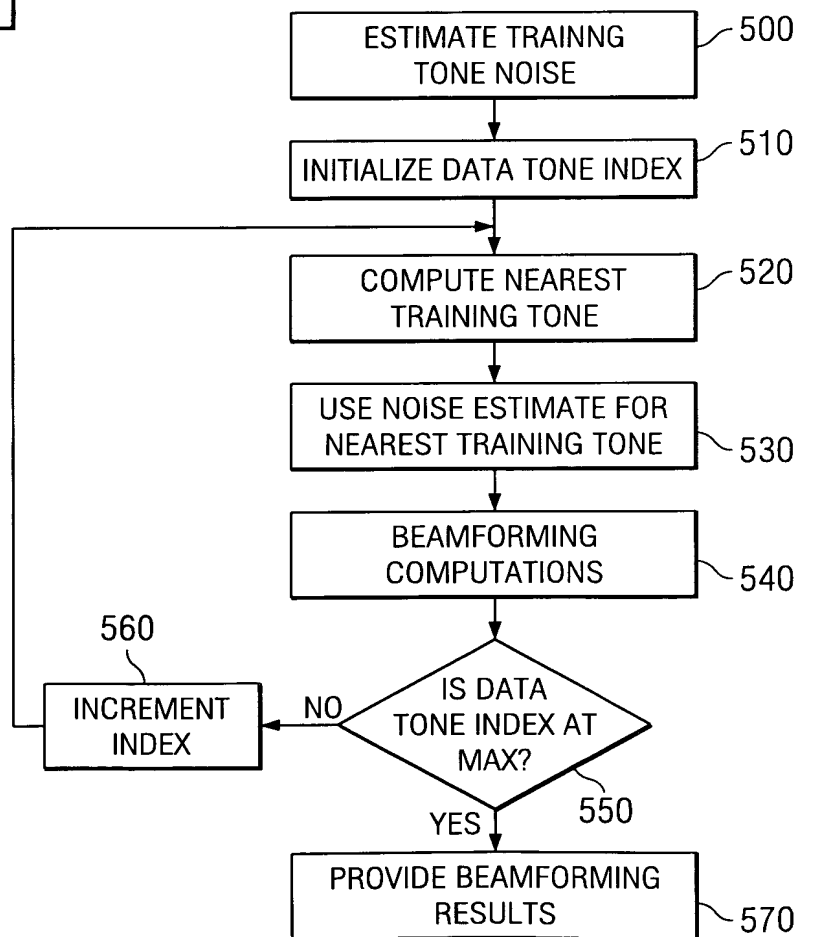 ESTIMATE TRAINNG
TONE NOISE
500
INITIALIZE DATA TONE INDEX
510
COMPUTE NEAREST
TRAINING TONE
520
USE NOISE ESTIMATE FOR
NEAREST TRAINING TONE
530
BEAMFORMING
COMPUTATIONS
540
IS DATA
TONE INDEX AT
MAX?
550
NO
560
INCREMENT
INDEX
YES
PROVIDE BEAMFORMING
RESULTS
570